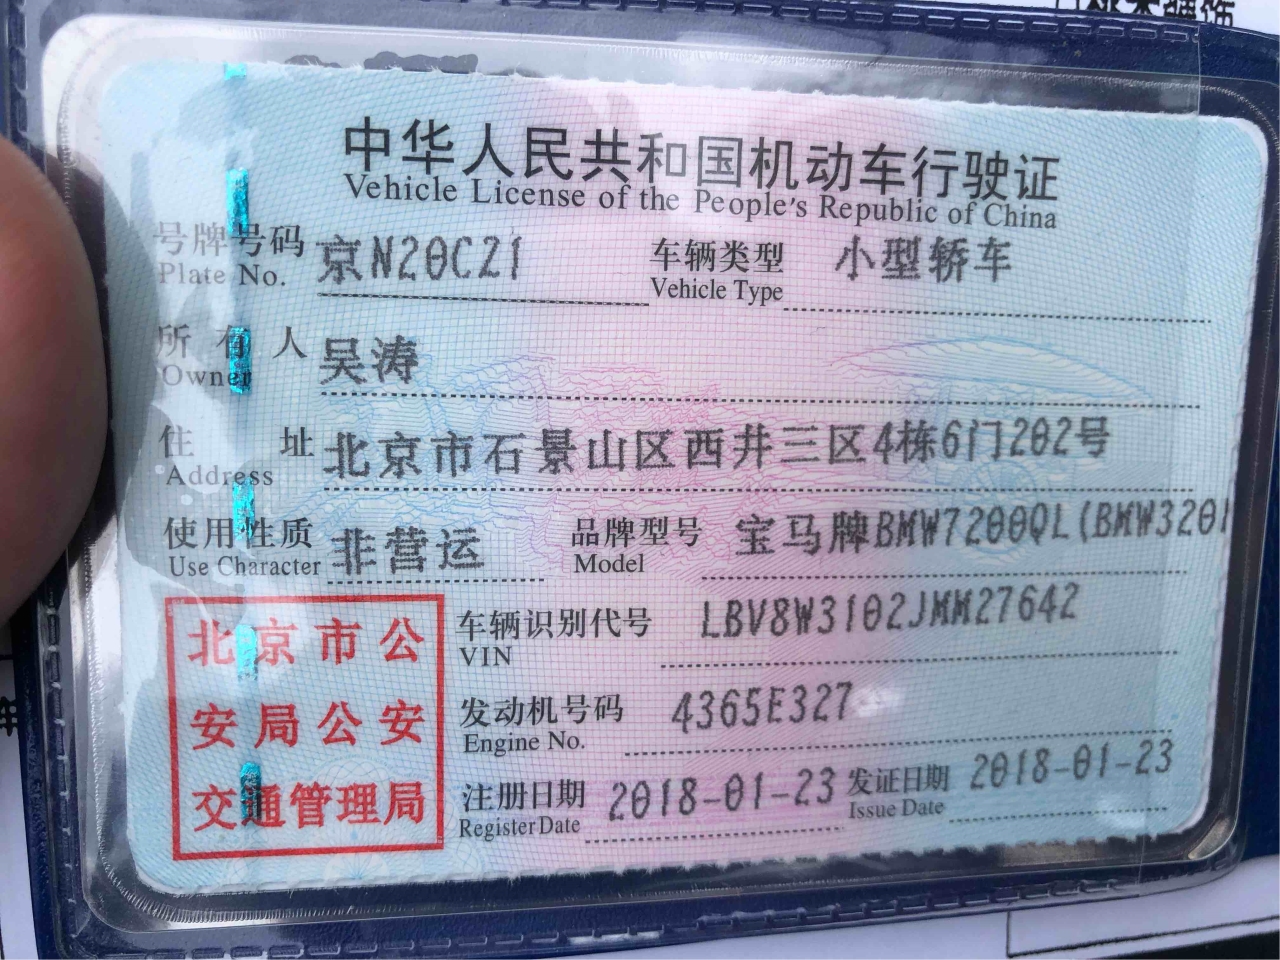 中华人民共和国机动车行驶证
Vehicle License of the People's Republic of China
号牌号码 京N20C21 车辆类型 小型轿车
Plate No. Vehicle Type
所有人 吴涛
Owner
住址 北京市石景山区西井三区4栋6门202号
Address
使用性质 非营运 品牌型号 宝马牌BMW7200QL(BMW320i
Use Character Model
北京市公
安局公安
交通管理局
车辆识别代号 LBV8W3102JMM27642
VIN
发动机号码 4365E327
Engine No.
注册日期 2018-01-23 发证日期 2018-01-23
Register Date Issue Date